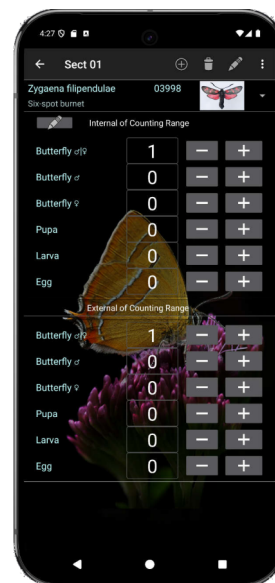 4:27
Sect 01
Zygaena filipendulae 03998
Six-spot burnet
Internal of Counting Range
Butterfly ♂|♀ 1 − +
Butterfly ♂ 0 − +
Butterfly ♀ 0 − +
Pupa 0 − +
Larva 0 − +
Egg 0 − +
External of Counting Range
Butterfly ♂|♀ 1 − +
Butterfly ♂ 0 − +
Butterfly ♀ 0 − +
Pupa 0 − +
Larva 0 − +
Egg 0 − +